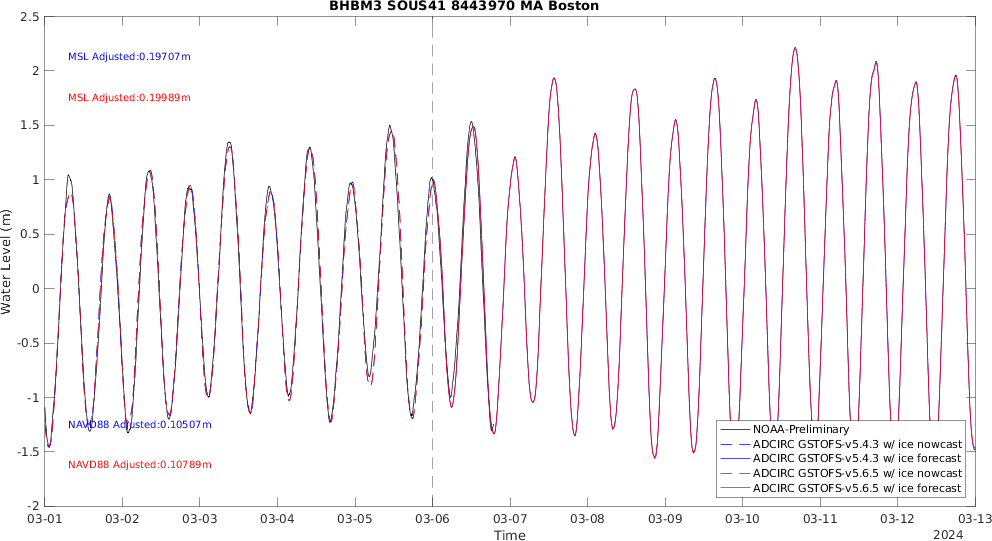 BHBM3 SOUS41 8443970 MA Boston
2.5
2
1.5
1
0.5
0
-0.5
-1
-1.5
-2
Water Level (m)
MSL Adjusted:0.19707m
MSL Adjusted:0.19989m
NAVD88 Adjusted:0.10507m
NAVD88 Adjusted:0.10789m
NOAA-Preliminary
ADCIRC GSTOFS-v5.4.3 w/ ice nowcast
ADCIRC GSTOFS-v5.4.3 w/ ice forecast
ADCIRC GSTOFS-v5.6.5 w/ ice nowcast
ADCIRC GSTOFS-v5.6.5 w/ ice forecast
03-01 03-02 03-03 03-04 03-05 03-06 03-07 03-08 03-09 03-10 03-11 03-12 03-13
Time
2024